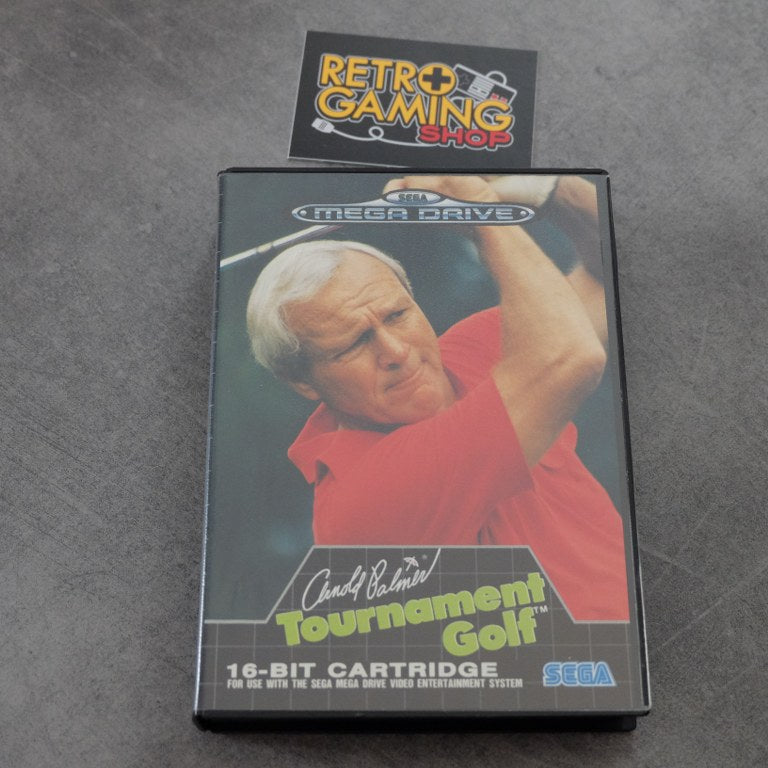 RETRO
GAMING
SHOP
SEGA
MEGA DRIVE
Arnold Palmer®
Tournament
Golf™
16-BIT CARTRIDGE
FOR USE WITH THE SEGA MEGA DRIVE VIDEO ENTERTAINMENT SYSTEM
SEGA